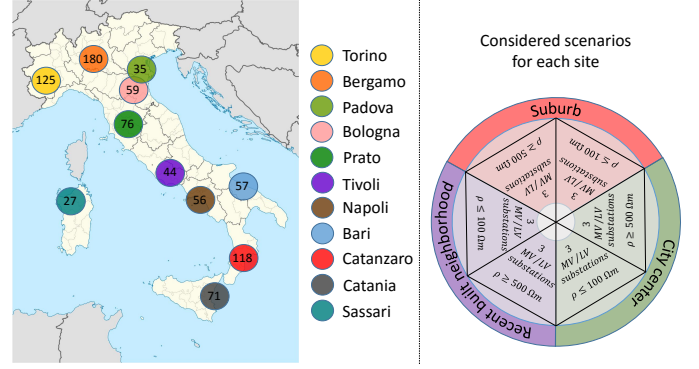 180
35
125
59
76
44
57
27
56
118
71
Torino
Bergamo
Padova
Bologna
Prato
Tivoli
Napoli
Bari
Catanzaro
Catania
Sassari
Considered scenarios
for each site
Suburb
City center
Recent built neighborhood
3
MV/LV
substations
ρ ≥ 500 Ωm
3
MV/LV
substations
ρ ≤ 100 Ωm
3
MV/LV
substations
ρ ≥ 500 Ωm
3
MV/LV
substations
ρ ≤ 100 Ωm
3
MV/LV
substations
ρ ≥ 500 Ωm
3
MV/LV
substations
ρ ≤ 100 Ωm